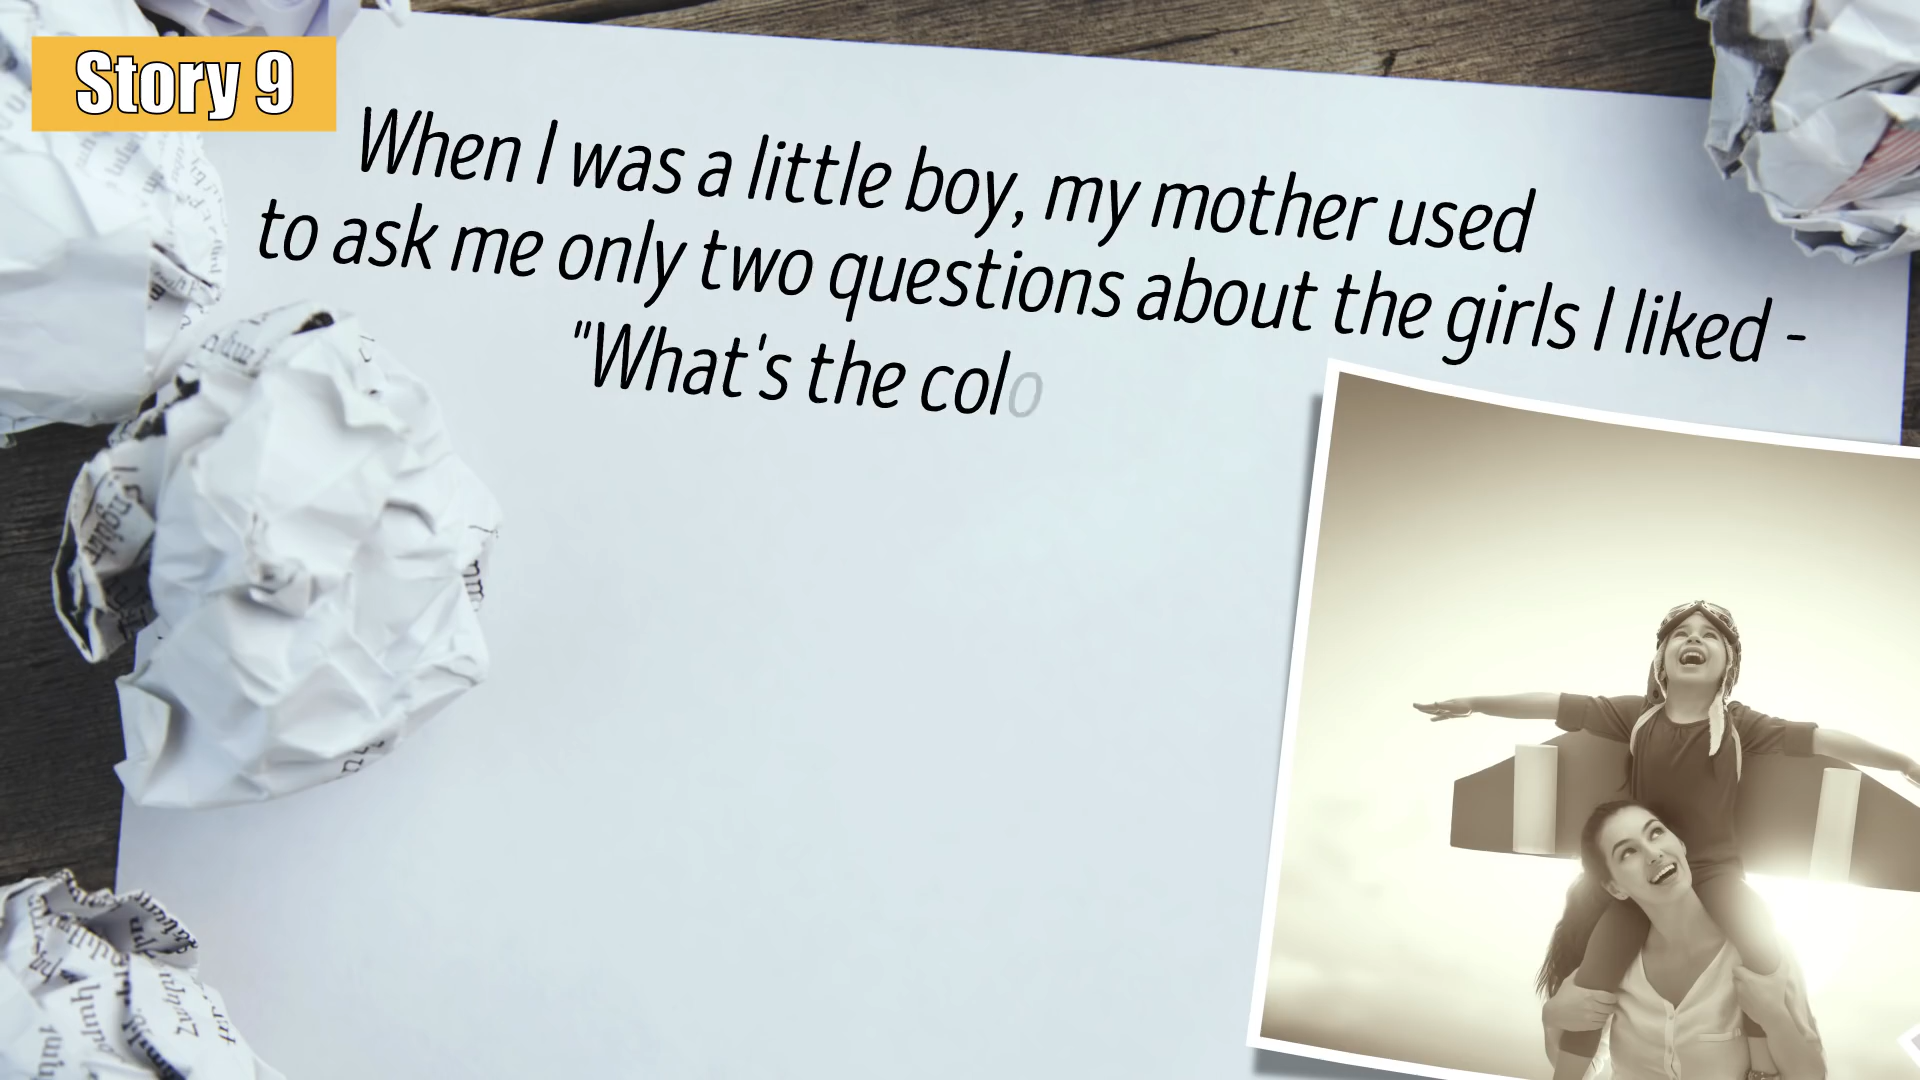 Story 9
When I was a little boy, my mother used
to ask me only two questions about the girls I liked -
"What's the colo